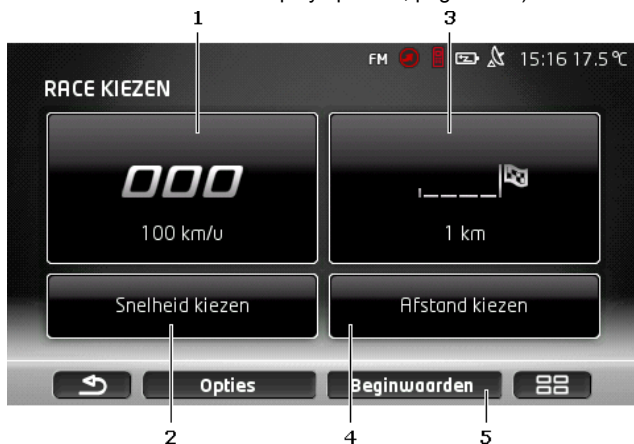 1 3
FM 15:16 17.5°C
RACE KIEZEN
000
100 km/u 1 km
Snelheid kiezen Afstand kiezen
Opties Beginwaarden
2 4 5